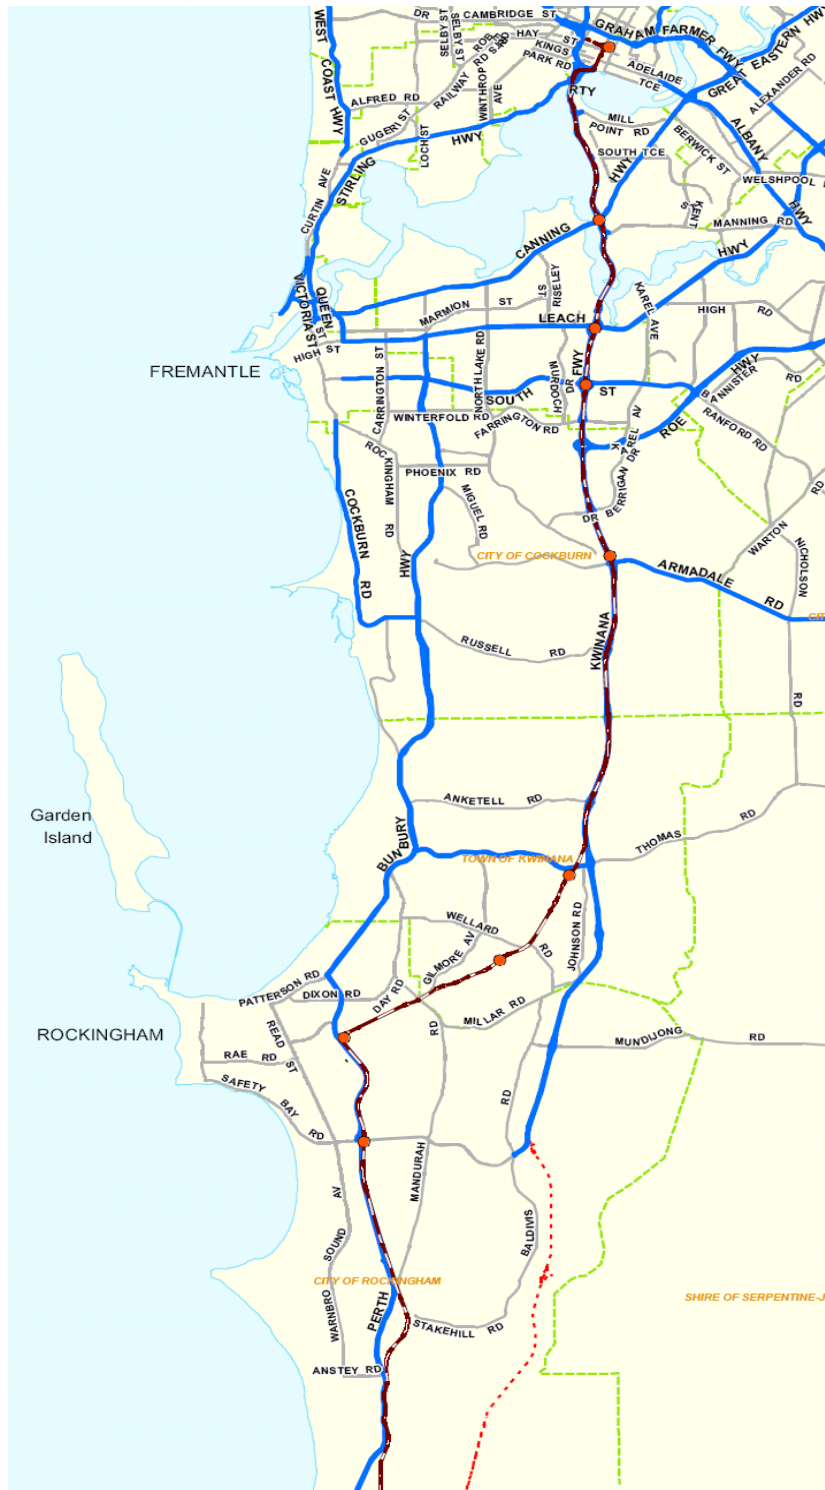 WEST
COAST HWY
DR
CAMBRIDGE ST
SELBY ST
SELBY ST
HAY ST
KINGS
PARK RD
GRAHAM FARMER FWY
GREAT EASTERN HWY
ADELAIDE
TCE
ALEXANDER RD
ALFRED RD
RAILWAY RD
WINTHROP
AVE
RTY
GUGERI ST
LOCH ST
HWY
STIRLING
MILL
POINT RD
SOUTH TCE
HWY
BERWICK ST
ALBANY
HWY
WELSHPOOL
CURTIN AVE
KENT
S
MANNING RD
HWY
CANNING
VICTORIA ST
QUEEN
ST
RISELEY
ST
MARMION ST
LEACH
KAREL AVE
HIGH RD
HIGH ST
FREMANTLE
CARRINGTON ST
NORTH LAKE RD
MURDOCH
DR
FWY
SOUTH ST
HWY
BANNISTER RD
WINTERFOLD RD
FARRINGTON RD
KAREL AV
ROE
RANFORD RD
ROCKINGHAM RD
PHOENIX RD
BERRIGAN DR
DR
MIGUEL RD
COCKBURN
RD
HWY
WARTON
RD
NICHOLSON
RD
CITY OF COCKBURN
ARMADALE
RD
CIT
RUSSELL RD
KWINANA
Garden
Island
ANKETELL RD
THOMAS
RD
BUNBURY
TOWN OF KWINANA
WELLARD
RD
GILMORE AV
JOHNSON RD
PATTERSON RD
DIXON RD
DAY RD
MILLAR RD
ROCKINGHAM
READ
ST
RD
MUNDIJONG RD
RAE RD
SAFETY
BAY
RD
RD
MANDURAH
BALDIVIS
WARNBRO
SOUND
AV
CITY OF ROCKINGHAM
SHIRE OF SERPENTINE-J
PERTH
STAKEHILL RD
ANSTEY RD